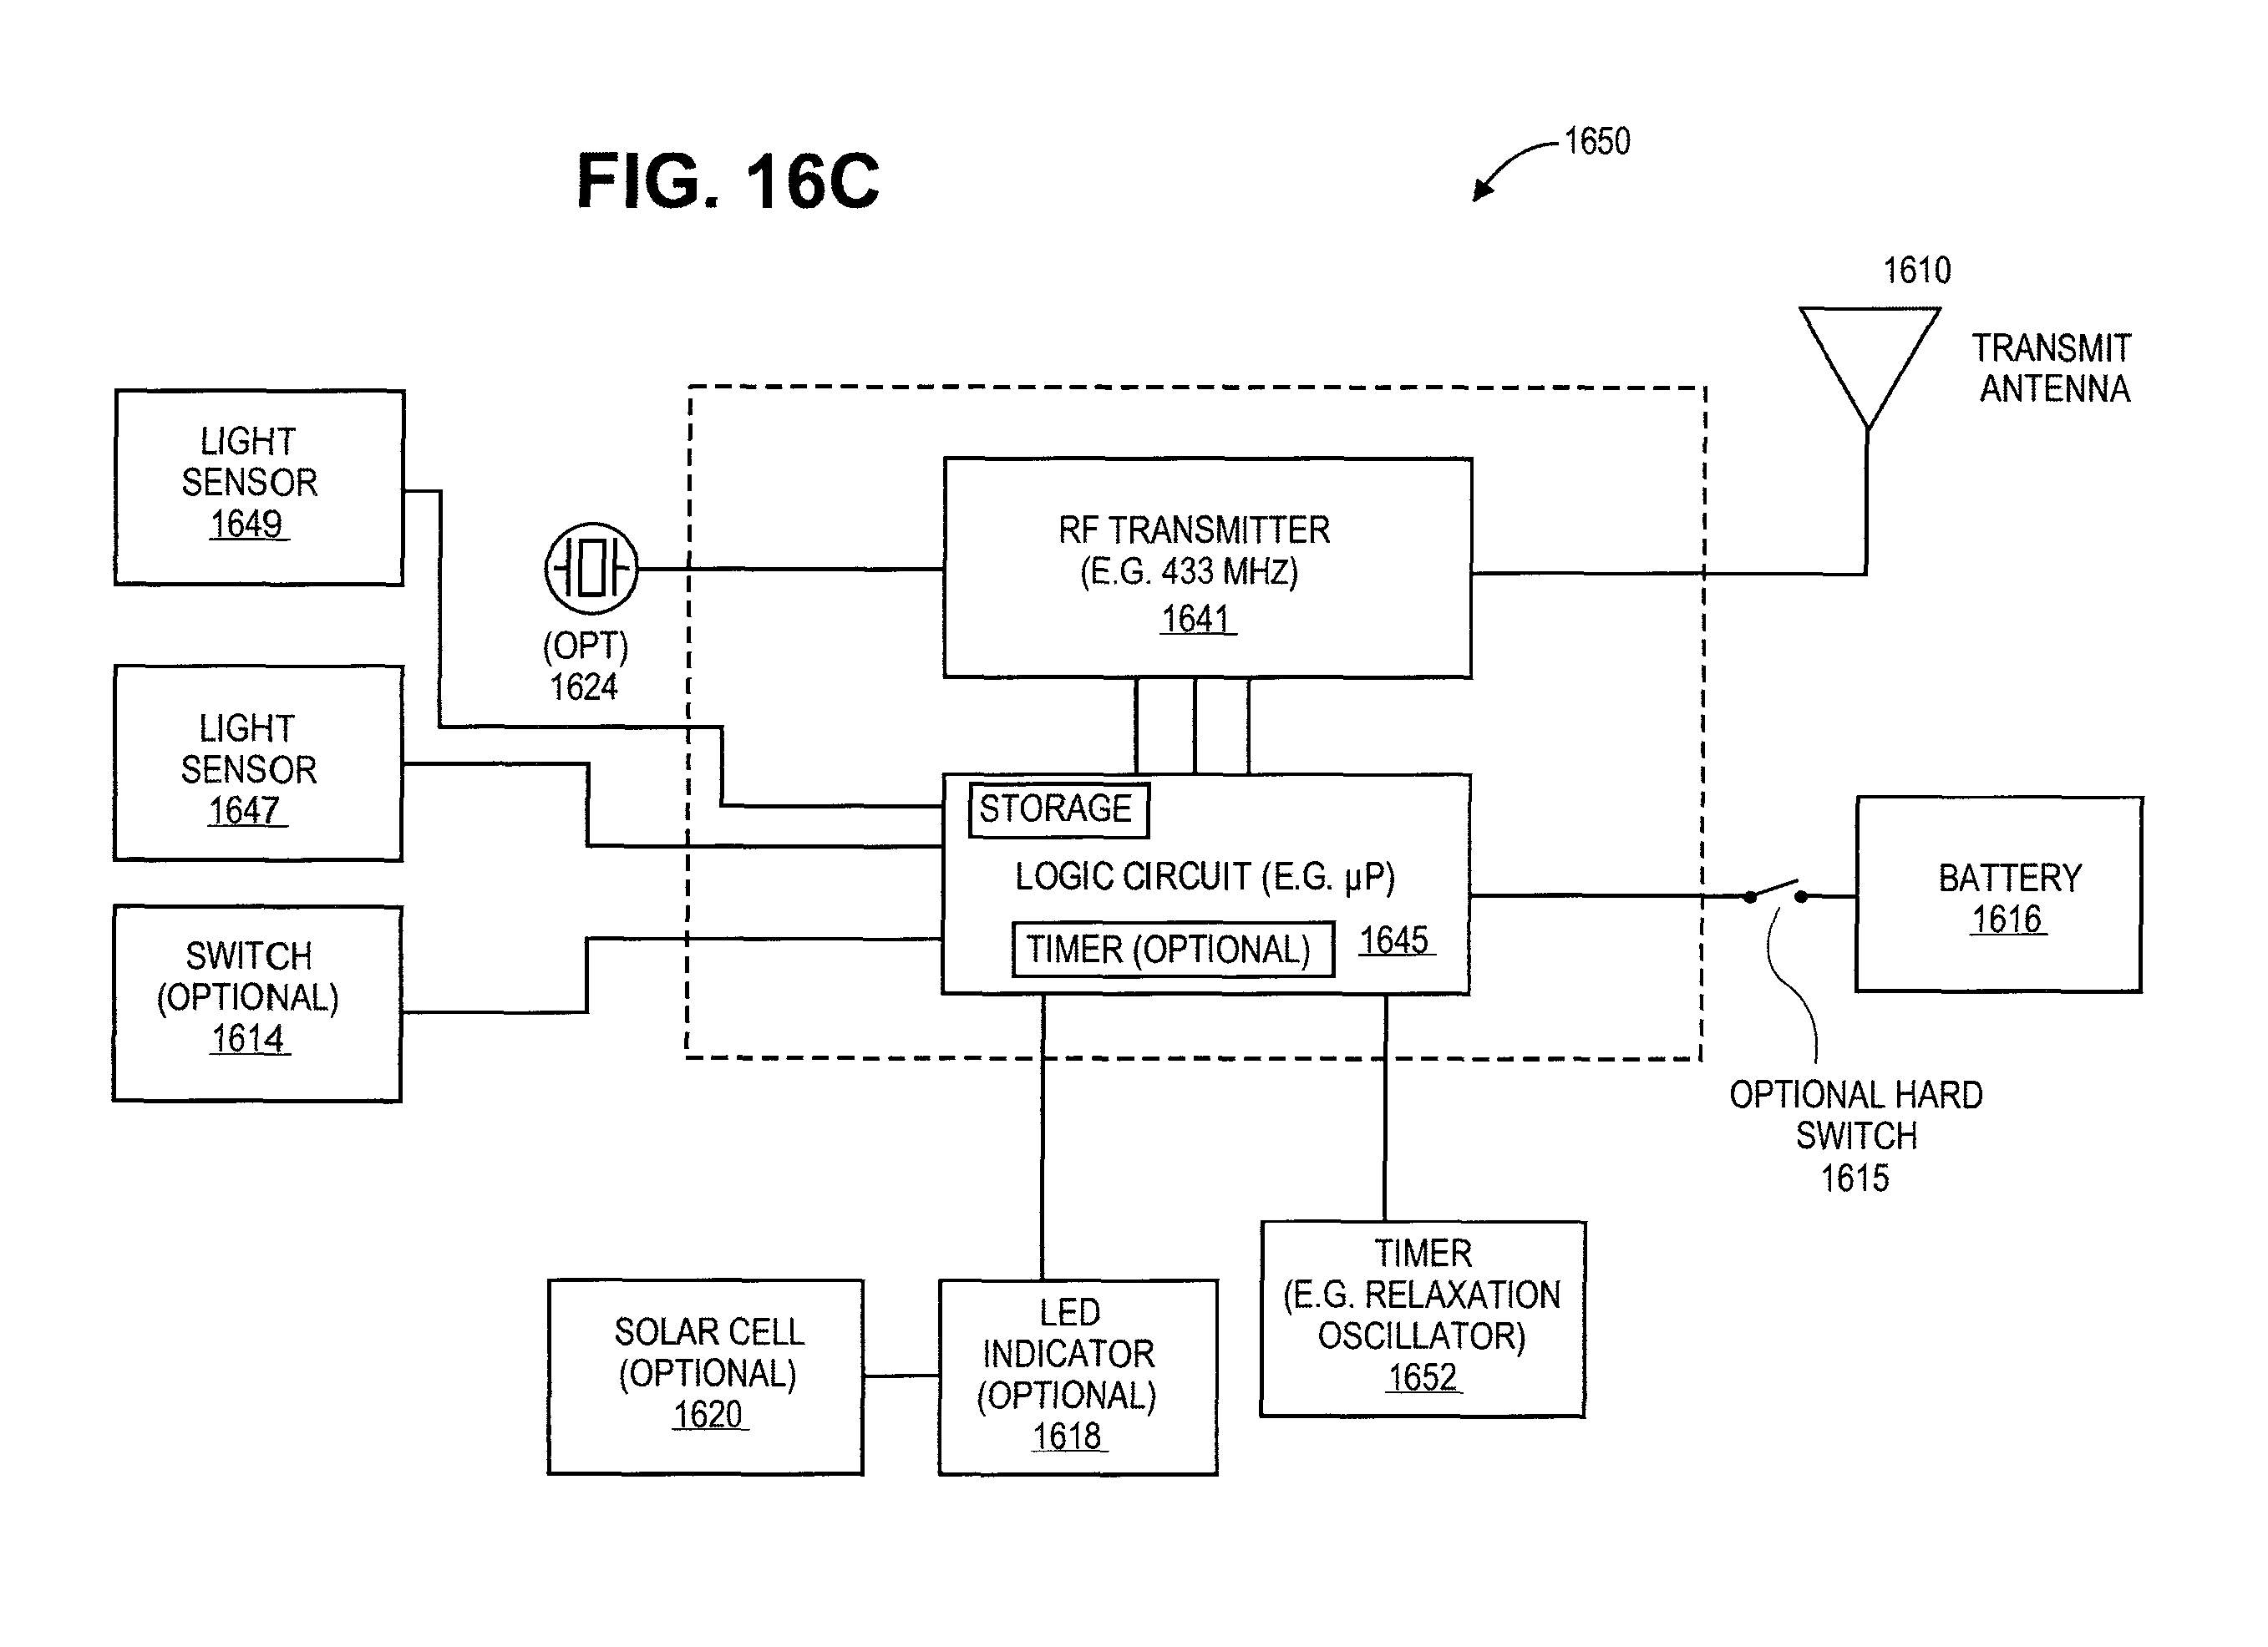 FIG. 16C
1650
1610
TRANSMIT
ANTENNA
LIGHT
SENSOR
1649
(OPT)
1624
RF TRANSMITTER
(E.G. 433 MHZ)
1641
LIGHT
SENSOR
1647
STORAGE
LOGIC CIRCUIT (E.G. µP)
TIMER (OPTIONAL)
1645
BATTERY
1616
SWITCH
(OPTIONAL)
1614
OPTIONAL HARD
SWITCH
1615
SOLAR CELL
(OPTIONAL)
1620
LED
INDICATOR
(OPTIONAL)
1618
TIMER
(E.G. RELAXATION
OSCILLATOR)
1652